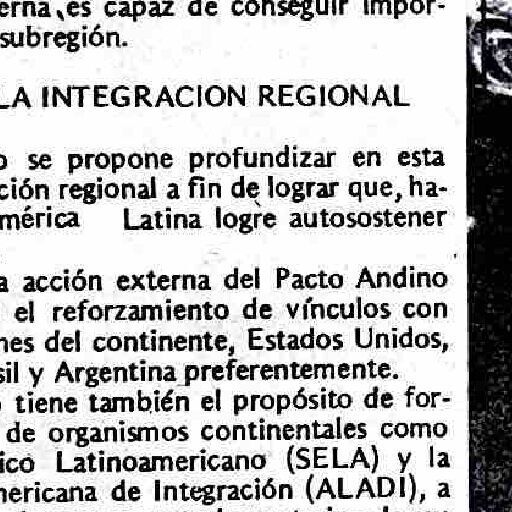 erna, es capaz de conseguir impor-
subregión.
LA INTEGRACION REGIONAL
o se propone profundizar en esta
ción regional a fin de lograr que, ha-
mérica Latina logre autosostener
a acción externa del Pacto Andino
el reforzamiento de vínculos con
nes del continente, Estados Unidos,
sil y Argentina preferentemente.
tiene también el propósito de for-
de organismos continentales como
ico Latinoamericano (SELA) y la
mericana de Integración (ALADI), a